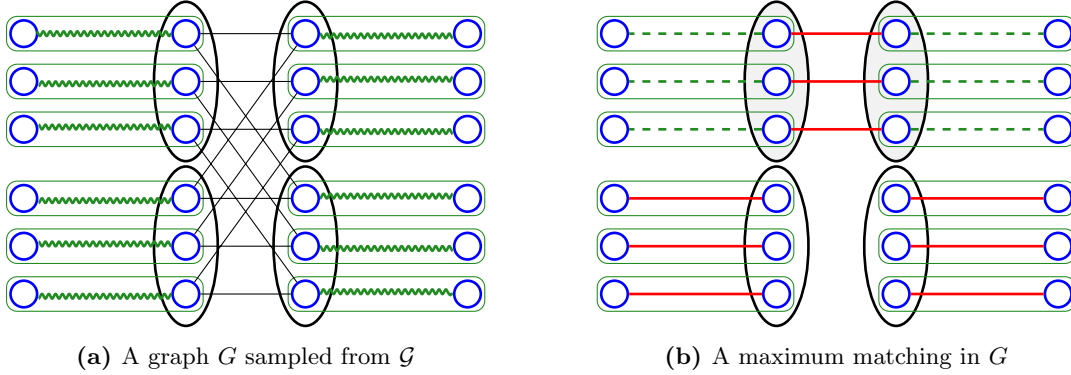 (a) A graph G sampled from 𝒢
(b) A maximum matching in G